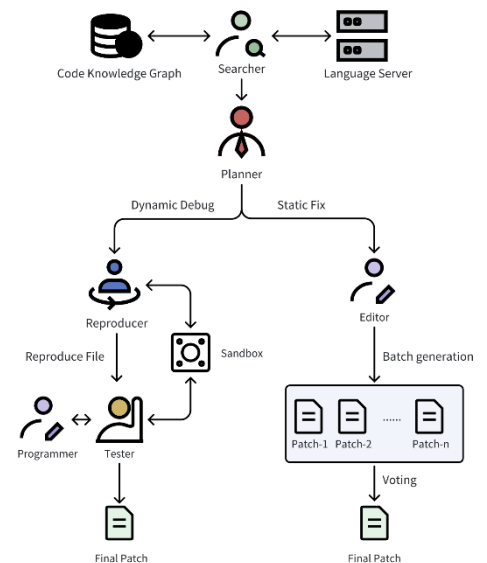 Code Knowledge Graph
Searcher
Language Server
Planner
Dynamic Debug
Static Fix
Reproducer
Editor
Reproduce File
Sandbox
Batch generation
Programmer
Tester
Patch-1
Patch-2
......
Patch-n
Voting
Final Patch
Final Patch